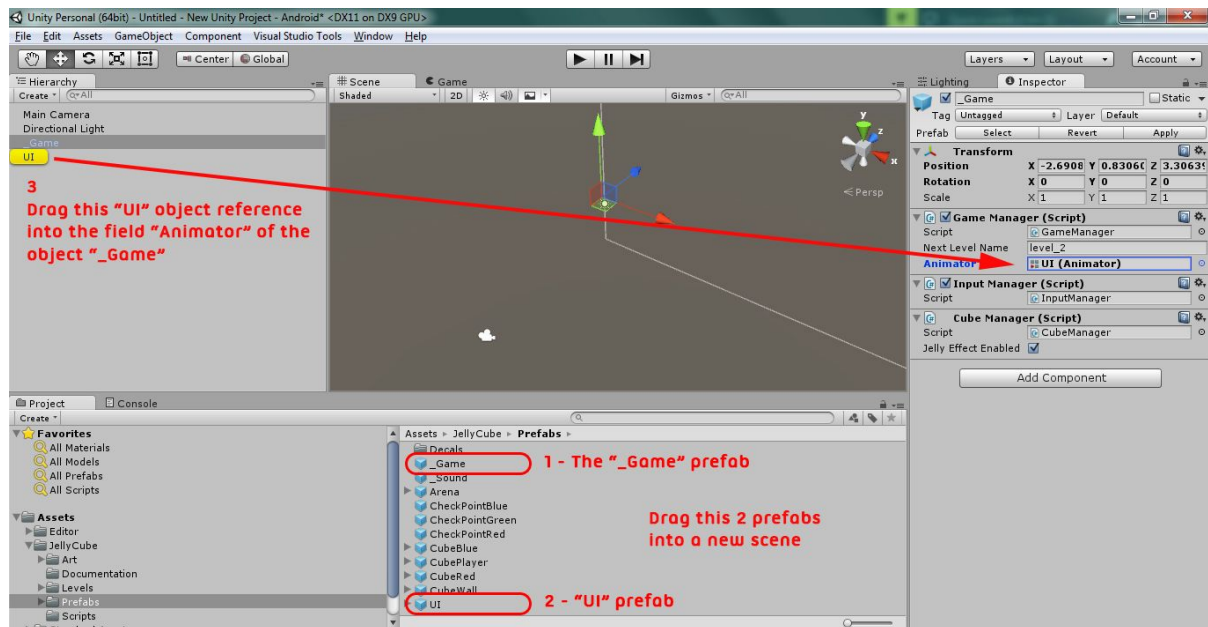 Unity Personal (64bit) - Untitled - New Unity Project - Android* <DX11 on DX9 GPU>
File Edit Assets GameObject Component Visual Studio Tools Window Help
Center Global
Layers Layout Account
Hierarchy
Create All
Main Camera
Directional Light
_Game
UI
3
Drag this "UI" object reference
into the field "Animator" of the
object "_Game"
Scene Game
Shaded 2D Gizmos All
y
z
x
Persp
Lighting Inspector
_Game Static
Tag Untagged Layer Default
Prefab Select Revert Apply
Transform
Position X -2.6908 Y 0.8306( Z 3.3063!
Rotation X 0 Y 0 Z 0
Scale X 1 Y 1 Z 1
Game Manager (Script)
Script GameManager
Next Level Name level_2
Animator UI (Animator)
Input Manager (Script)
Script InputManager
Cube Manager (Script)
Script CubeManager
Jelly Effect Enabled
Add Component
Project Console
Create
Favorites
All Materials
All Models
All Prefabs
All Scripts
Assets
Editor
JellyCube
Art
Documentation
Levels
Prefabs
Scripts
Assets JellyCube Prefabs
Decals
_Game
_Sound
Arena
CheckPointBlue
CheckPointGreen
CheckPointRed
CubeBlue
CubePlayer
CubeRed
CubeWall
UI
1 - The "_Game" prefab
Drag this 2 prefabs
into a new scene
2 - "UI" prefab